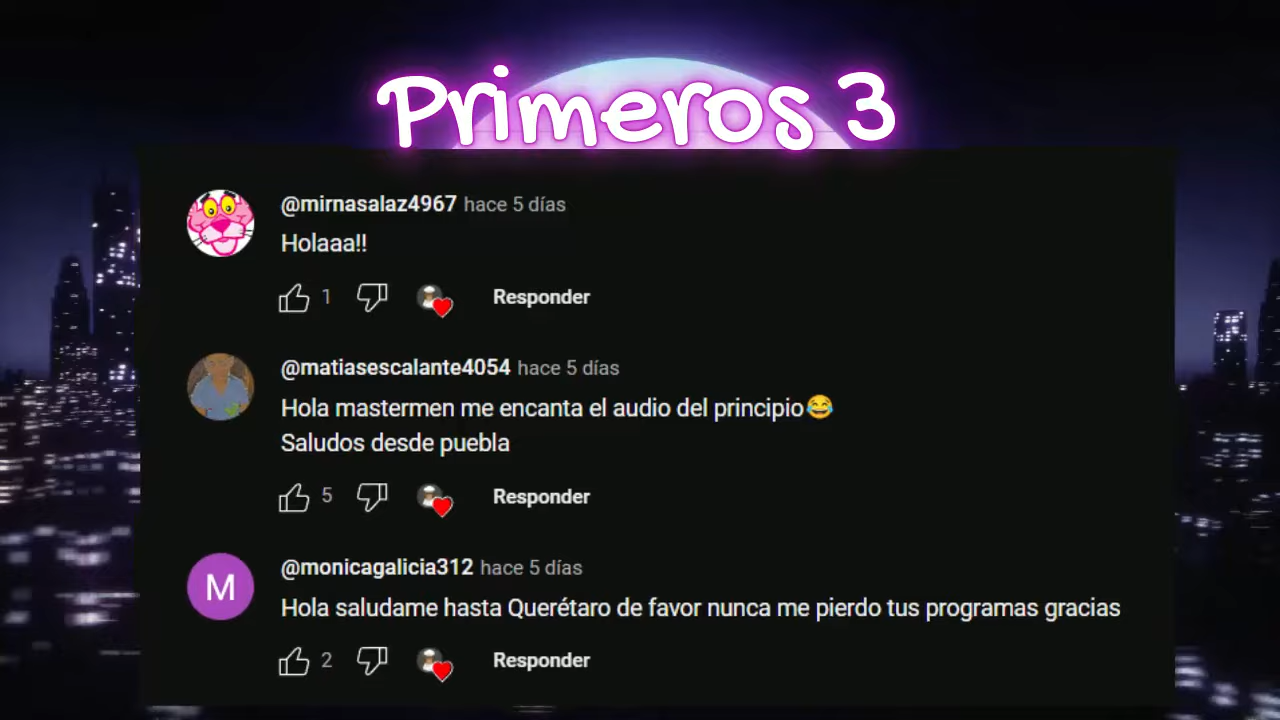 Primeros 3
@mirnasalaz4967 hace 5 días
Holaaa!!
1 Responder
@matiasescalante4054 hace 5 días
Hola mastermen me encanta el audio del principio😂
Saludos desde puebla
5 Responder
M
@monicagalicia312 hace 5 días
Hola saludame hasta Querétaro de favor nunca me pierdo tus programas gracias
2 Responder